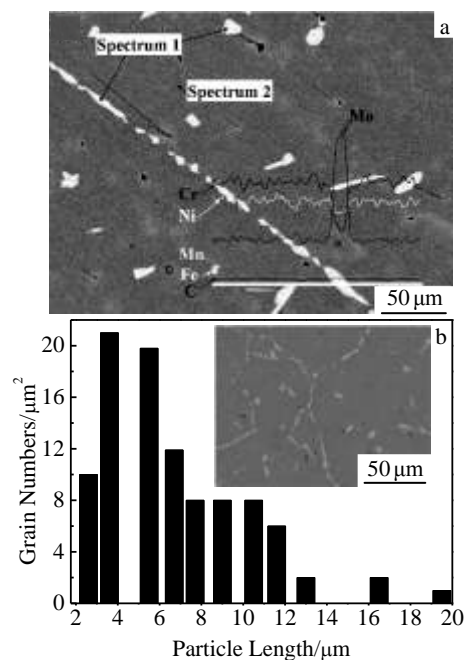 a
Spectrum 1
Spectrum 2
Mo
Cr
Ni
Mn
Fe
C
50 μm
b
Grain Numbers/μm²
20
16
12
8
4
0
50 μm
2 4 6 8 10 12 14 16 18 20
Particle Length/μm